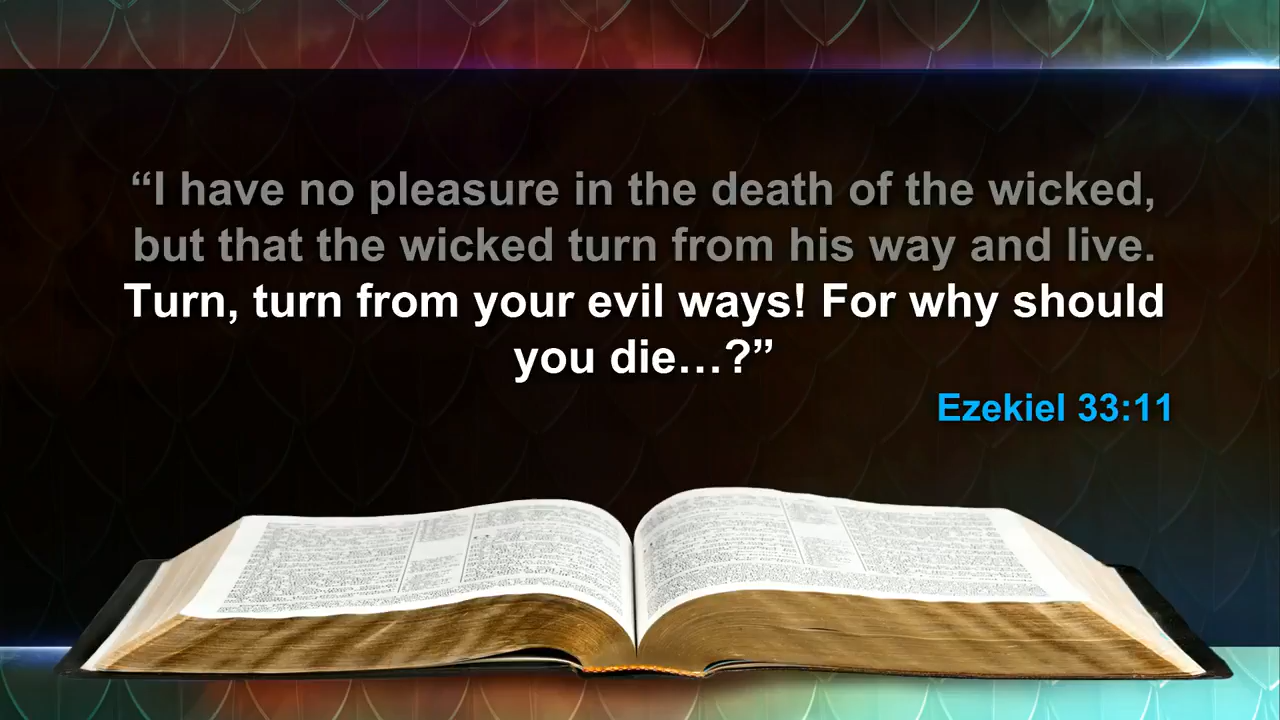 “I have no pleasure in the death of the wicked,
but that the wicked turn from his way and live.
Turn, turn from your evil ways! For why should
you die…?”
Ezekiel 33:11